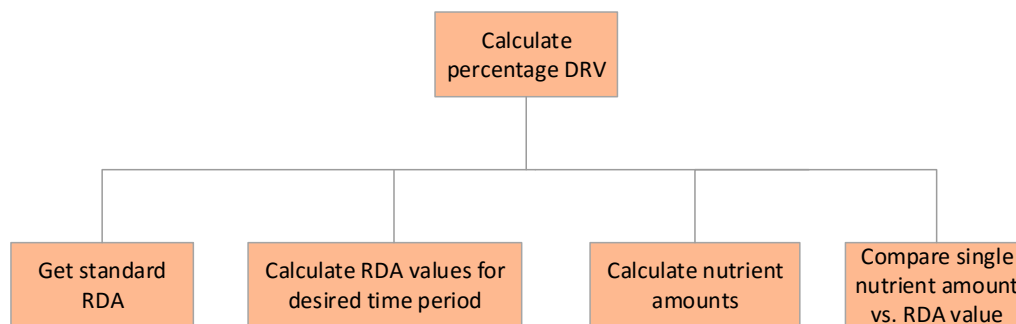 Calculate
percentage DRV
Get standard
RDA
Calculate RDA values for
desired time period
Calculate nutrient
amounts
Compare single
nutrient amount
vs. RDA value